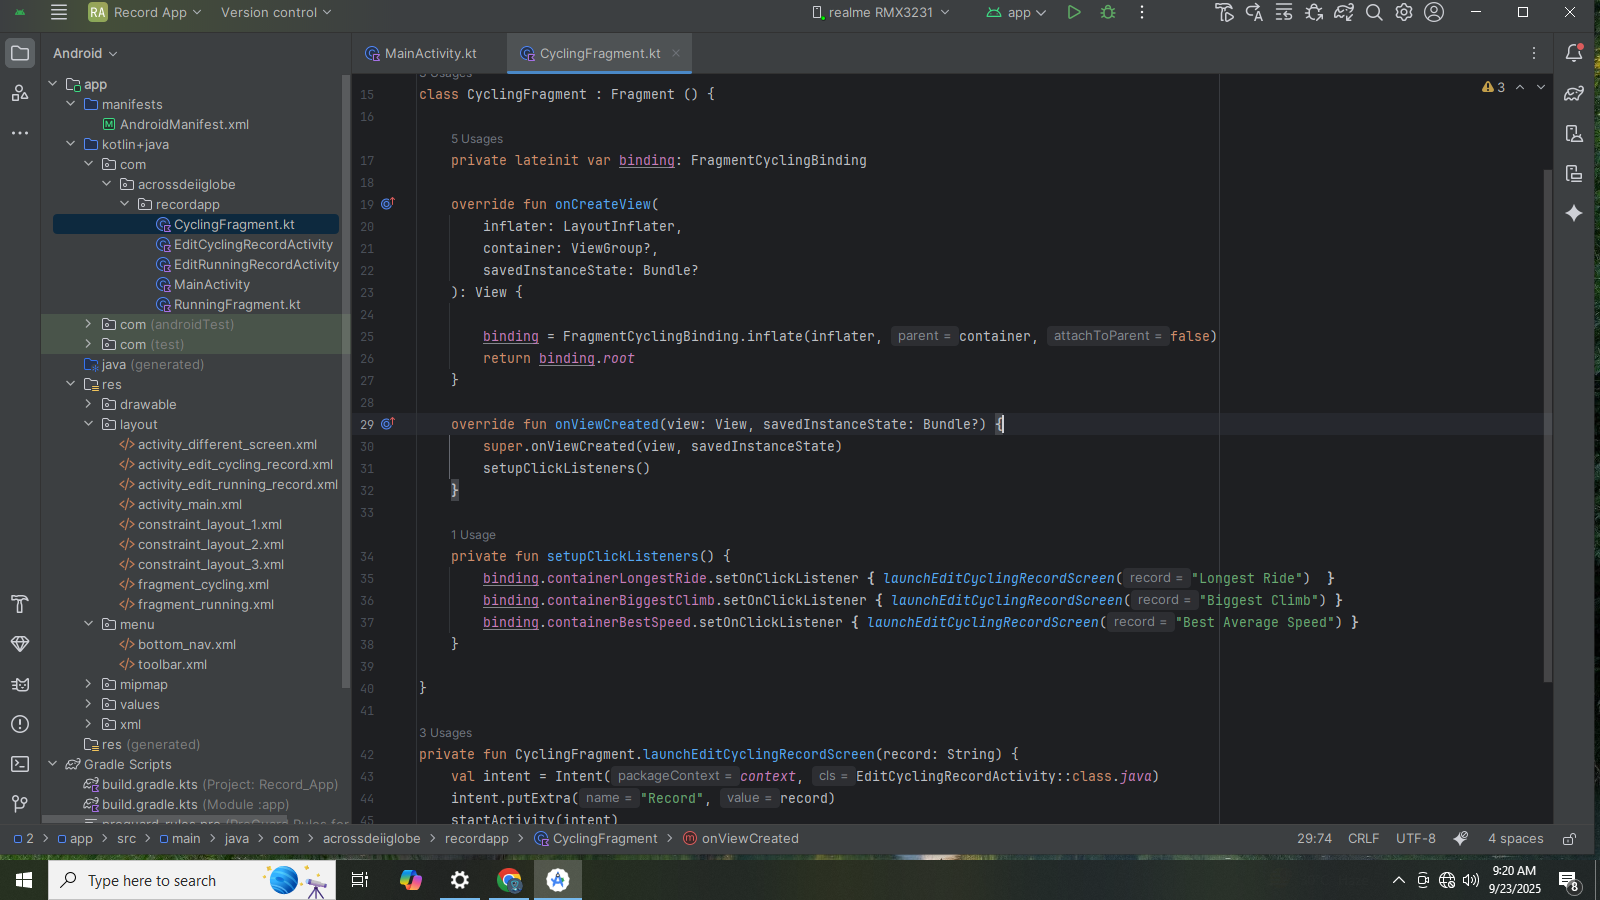 RA Record App Version control realme RMX3231 app
Android
MainActivity.kt CyclingFragment.kt
app
manifests
AndroidManifest.xml
kotlin+java
com
acrossdeiiglobe
recordapp
CyclingFragment.kt
EditCyclingRecordActivity
EditRunningRecordActivity
MainActivity
RunningFragment.kt
com (androidTest)
com (test)
java (generated)
res
drawable
layout
activity_different_screen.xml
activity_edit_cycling_record.xml
activity_edit_running_record.xml
activity_main.xml
constraint_layout_1.xml
constraint_layout_2.xml
constraint_layout_3.xml
fragment_cycling.xml
fragment_running.xml
menu
bottom_nav.xml
toolbar.xml
mipmap
values
xml
res (generated)
Gradle Scripts
build.gradle.kts (Project: Record_App)
build.gradle.kts (Module :app)
3
15 class CyclingFragment : Fragment () {
16
5 Usages
17 private lateinit var binding: FragmentCyclingBinding
18
19 override fun onCreateView(
20 inflater: LayoutInflater,
21 container: ViewGroup?,
22 savedInstanceState: Bundle?
23 ): View {
24
25 binding = FragmentCyclingBinding.inflate(inflater, parent = container, attachToParent = false)
26 return binding.root
27 }
28
29 override fun onViewCreated(view: View, savedInstanceState: Bundle?) {
30 super.onViewCreated(view, savedInstanceState)
31 setupClickListeners()
32 }
33
1 Usage
34 private fun setupClickListeners() {
35 binding.containerLongestRide.setOnClickListener { launchEditCyclingRecordScreen( record = "Longest Ride")  }
36 binding.containerBiggestClimb.setOnClickListener { launchEditCyclingRecordScreen( record = "Biggest Climb") }
37 binding.containerBestSpeed.setOnClickListener { launchEditCyclingRecordScreen( record = "Best Average Speed") }
38 }
39
40 }
41
3 Usages
42 private fun CyclingFragment.launchEditCyclingRecordScreen(record: String) {
43 val intent = Intent( packageContext = context, cls = EditCyclingRecordActivity::class.java)
44 intent.putExtra( name = "Record", value = record)
45 startActivity(intent)
2 app src main java com acrossdeiiglobe recordapp CyclingFragment onViewCreated 29:74 CRLF UTF-8 4 spaces
Type here to search
9:20 AM
9/23/2025
8